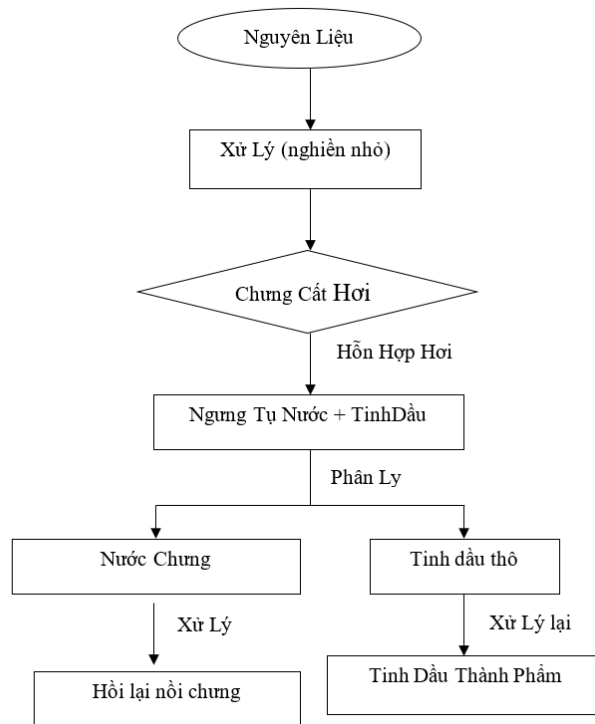 Nguyên Liệu
Xử Lý (nghiền nhỏ)
Chưng Cất Hơi
Hỗn Hợp Hơi
Ngưng Tụ Nước + TinhDầu
Phân Ly
Nước Chưng
Tinh dầu thô
Xử Lý
Xử Lý lại
Hồi lại nồi chưng
Tinh Dầu Thành Phẩm